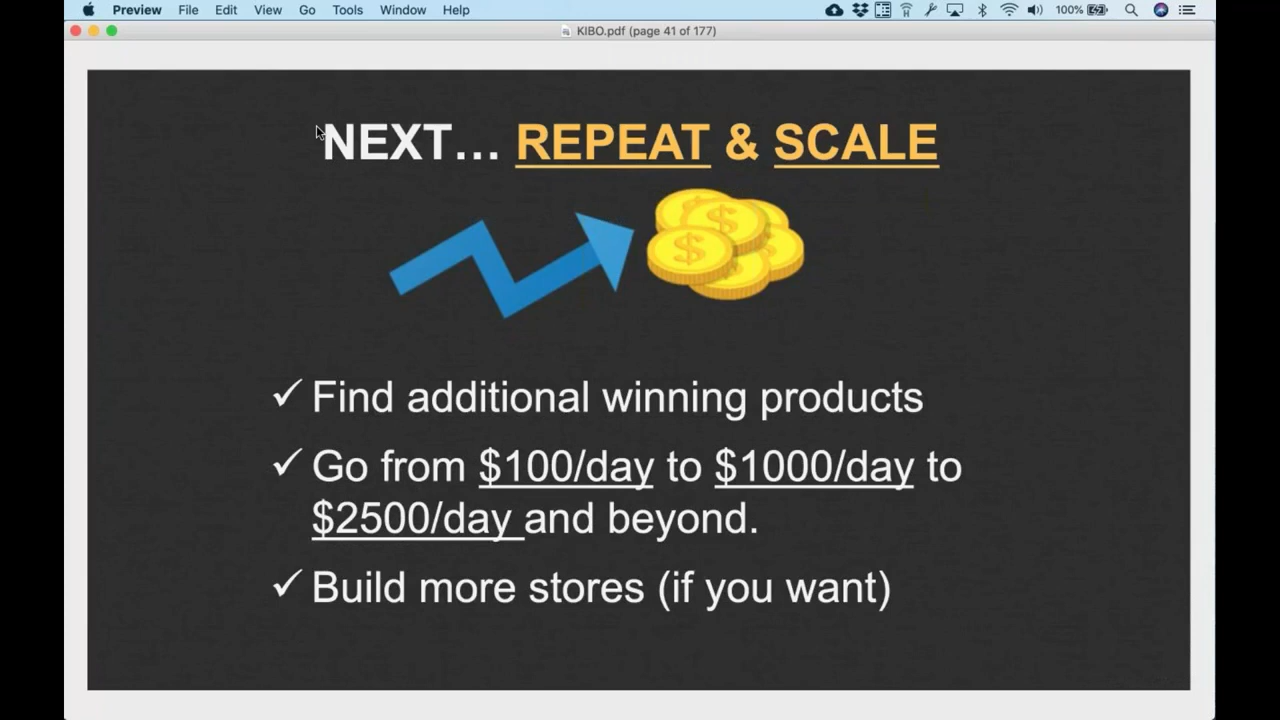 Preview File Edit View Go Tools Window Help 100%
KIBO.pdf (page 41 of 177)
NEXT... REPEAT & SCALE
✓ Find additional winning products
✓ Go from $100/day to $1000/day to
$2500/day and beyond.
✓ Build more stores (if you want)